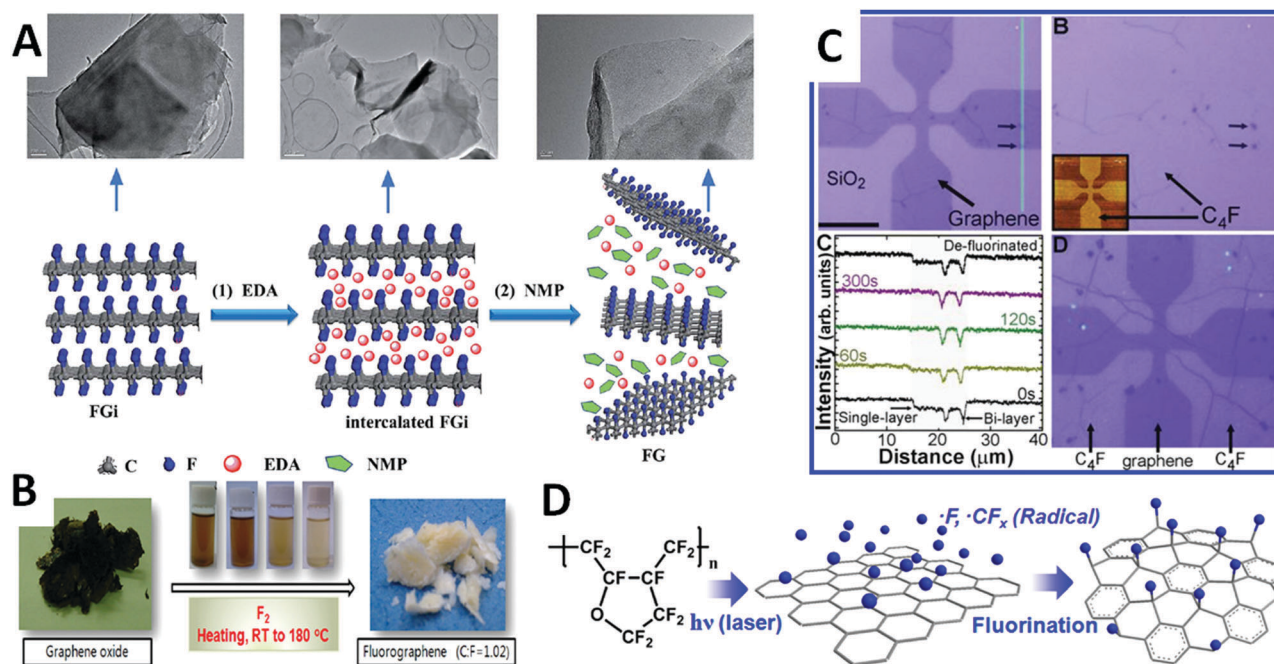 A
(1) EDA
(2) NMP
FGi
intercalated FGi
FG
C
F
EDA
NMP
B
Graphene oxide
F2
Heating, RT to 180 °C
Fluorographene (C:F=1.02)
C
SiO2
Graphene
B
C4F
C
De-fluorinated
300s
120s
60s
0s
Single-layer
Bi-layer
Intensity (arb. units)
0 10 20 30 40
Distance (μm)
D
C4F graphene C4F
D
CF2 CF2 n
CF CF
O CF2
CF2
hν (laser)
·F, ·CFx (Radical)
Fluorination